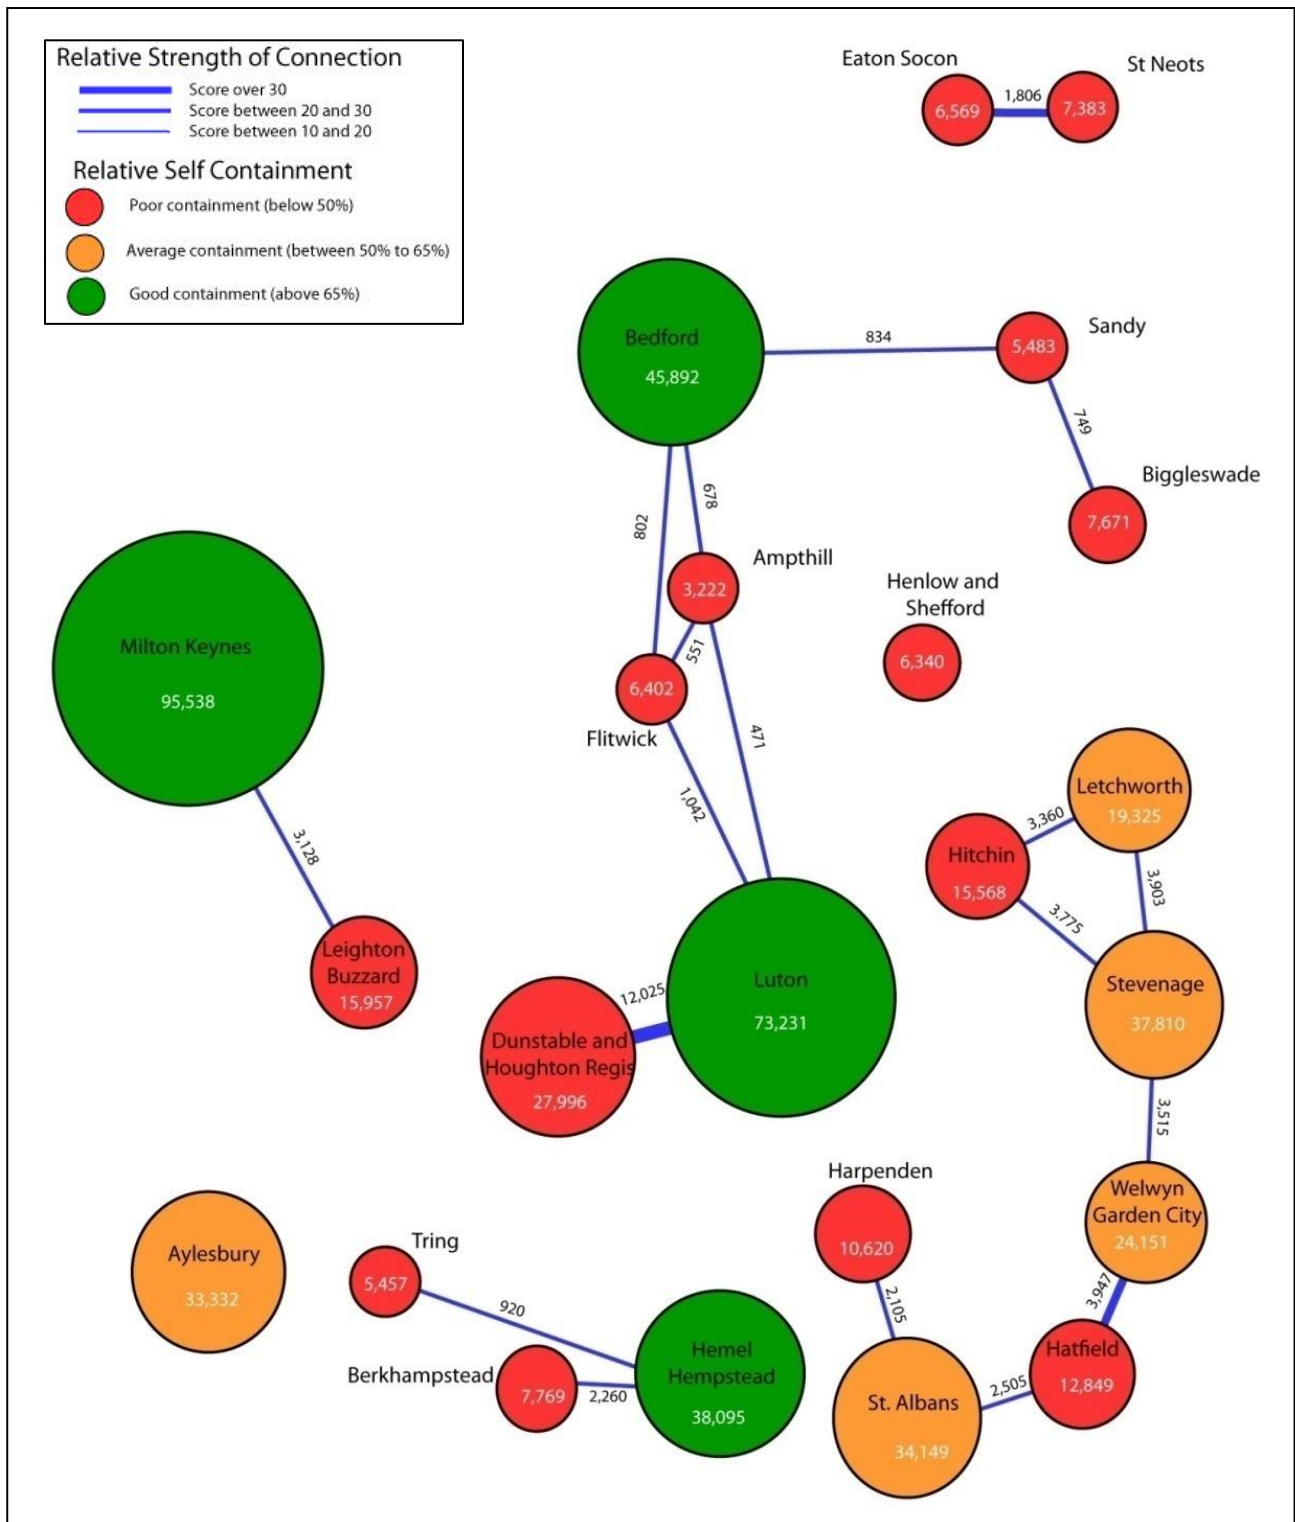 Relative Strength of Connection
Score over 30
Score between 20 and 30
Score between 10 and 20
Relative Self Containment
Poor containment (below 50%)
Average containment (between 50% to 65%)
Good containment (above 65%)
Eaton Socon
St Neots
6,569
1,806
7,383
Bedford
45,892
834
5,483
Sandy
749
Biggleswade
7,671
802
678
Ampthill
3,222
551
6,402
Flitwick
Henlow and
Shefford
6,340
Milton Keynes
95,538
3,128
Leighton
Buzzard
15,957
1,042
471
Letchworth
19,325
3,360
Hitchin
15,568
3,903
3.775
Stevenage
37,810
Luton
73,231
12,025
Dunstable and
Houghton Regis
27,996
3,515
Welwyn
Garden City
24,151
3,947
Harpenden
10,620
2,105
Hatfield
12,849
2,505
St. Albans
34,149
Aylesbury
33,332
Tring
5,457
920
Berkhampstead
7,769
2,260
Hemel
Hempstead
38,095